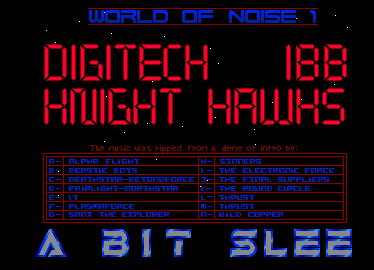 WORLD OF NOISE 1
DIGITECH 188
KNIGHT HAWKS
The music was ripped from a demo or intro by:
A- ALPHA FLIGHT H- SINNERS
B- BEASTIE BOYS I- THE ELECTRONIC FORCE
C- DEATHSTAR-BEYONDFORCE J- THE FINAL SUPPLIERS
D- FAIRLIGHT-NORTHSTAR K- THE ROUND CIRCLE
E- IT L- THRUST
F- PLASMAFORCE M- THRUST
G- SANX THE EXPLORER N- WILD COPPER
A BIT SLEE